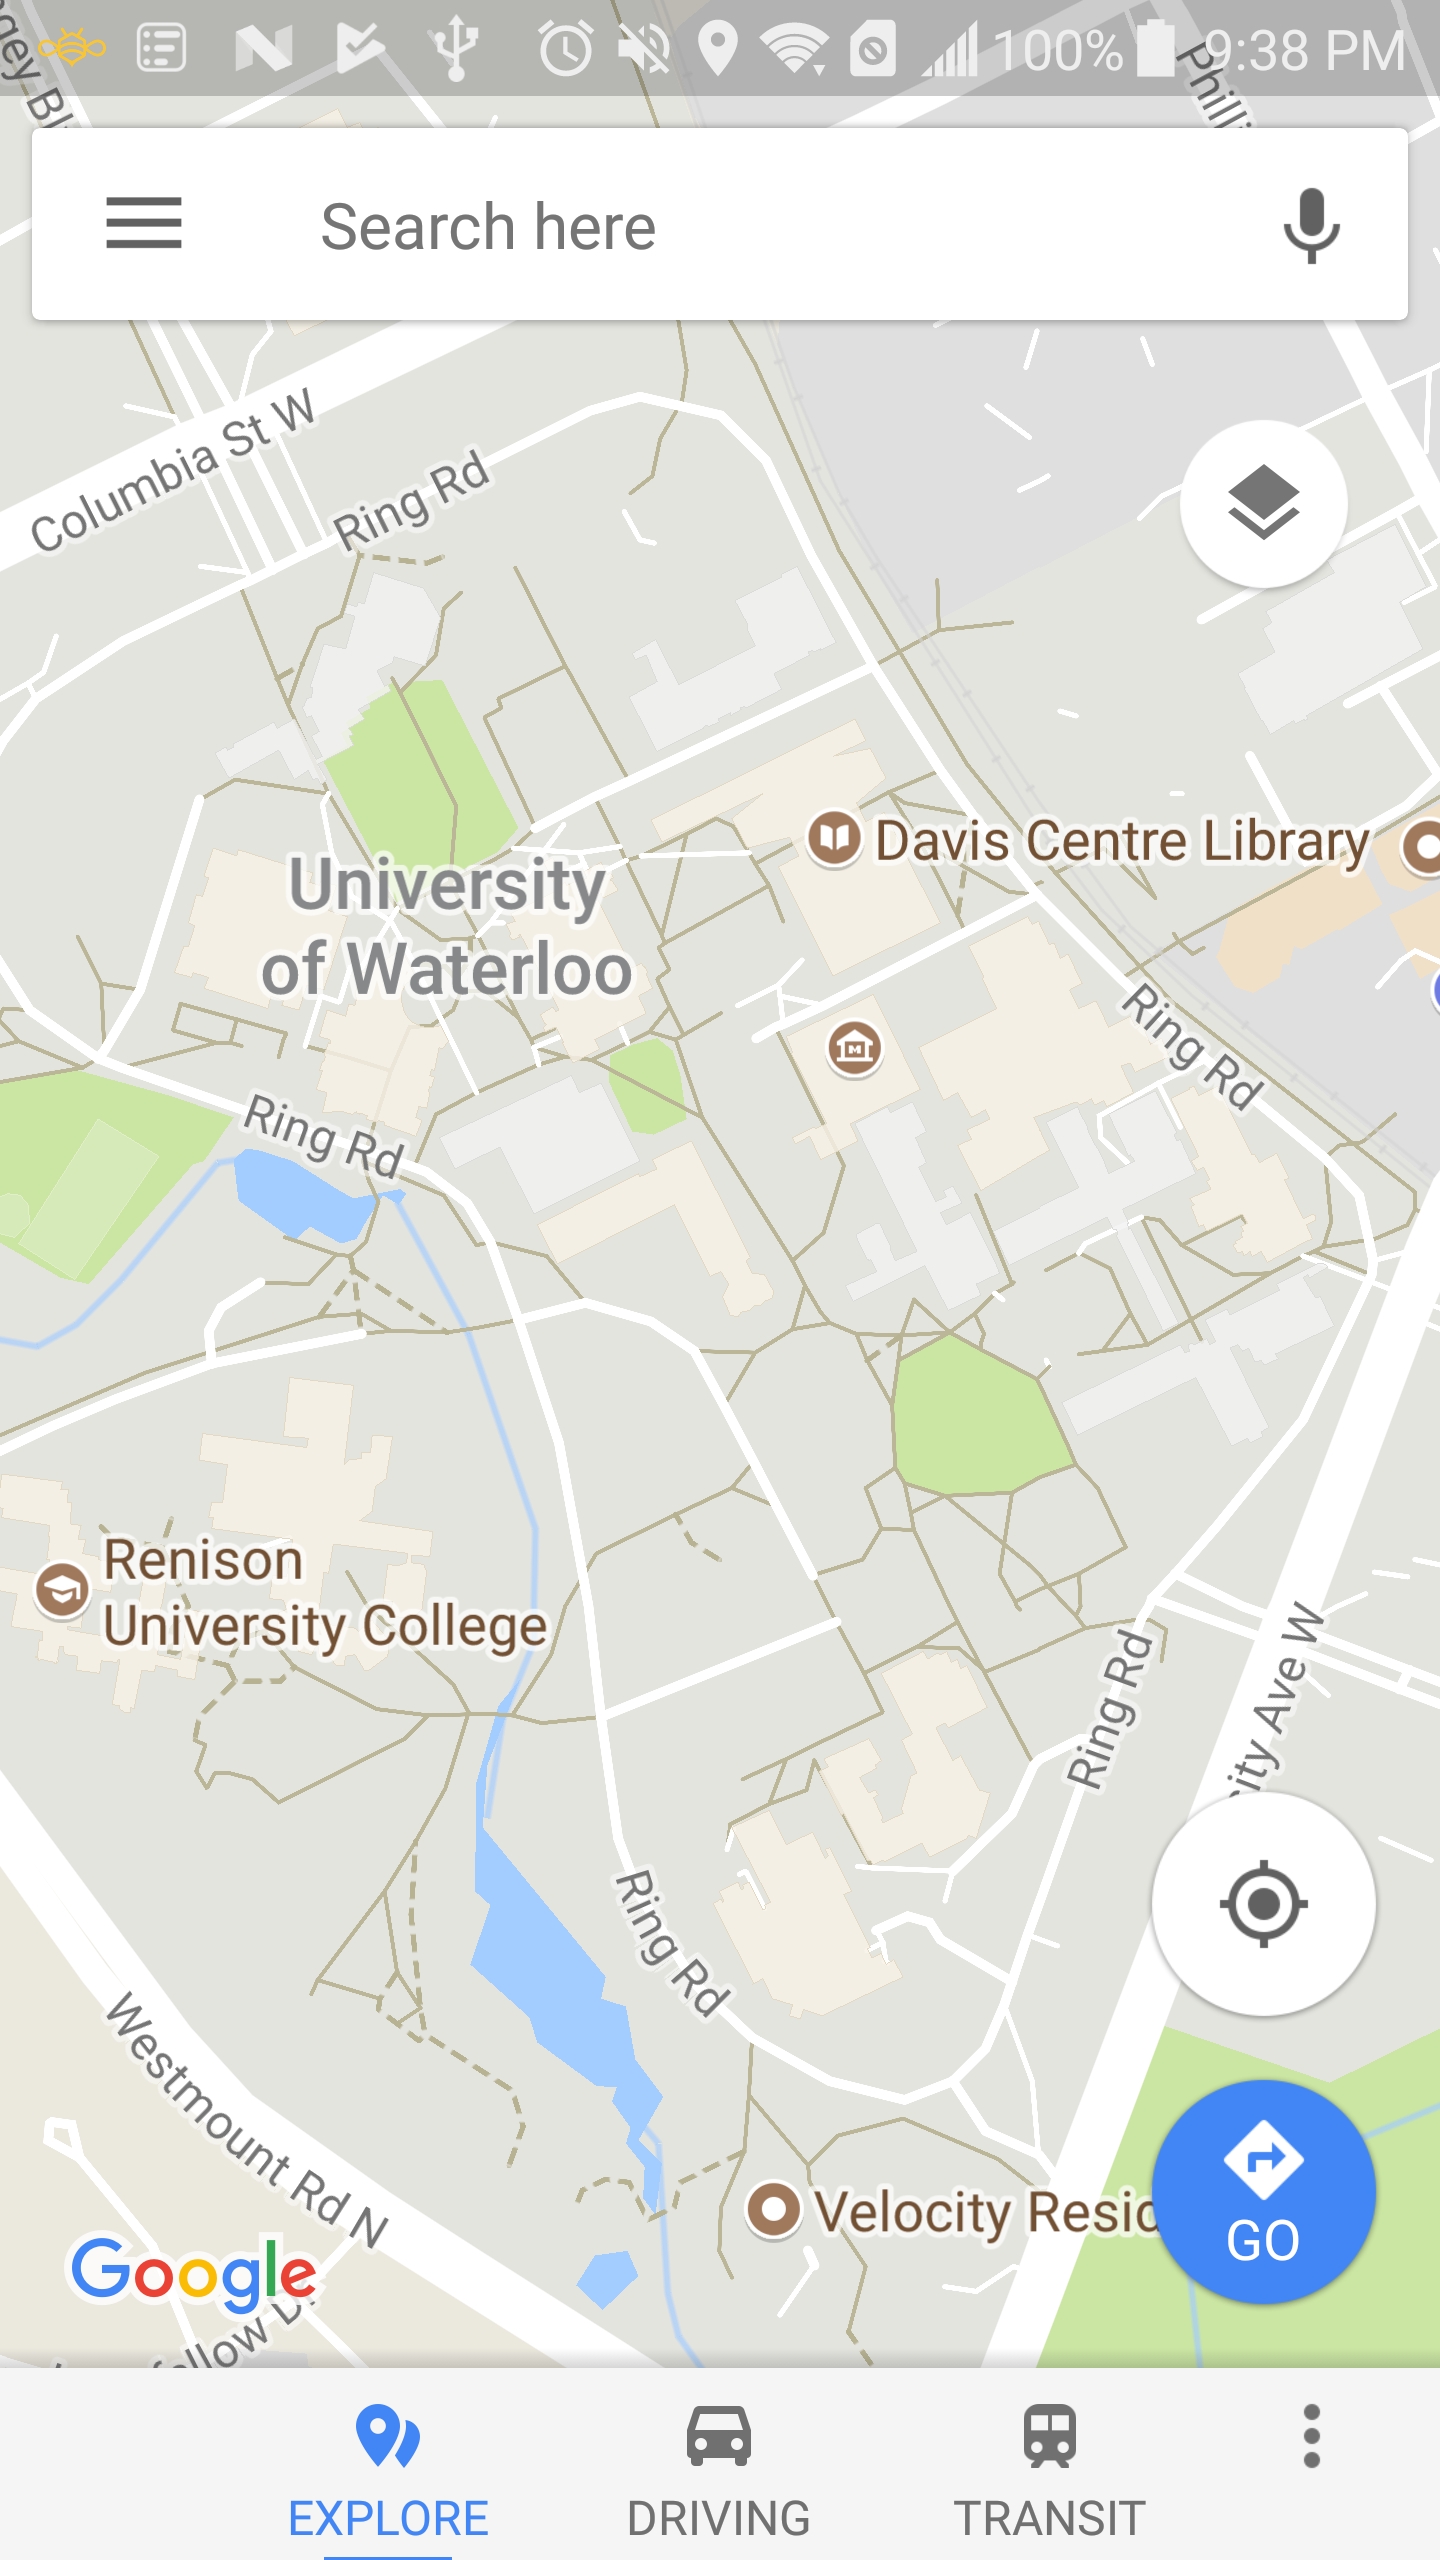 100%
9:38 PM
Search here
Columbia St W
Ring Rd
Davis Centre Library
University
of Waterloo
Ring Rd
Ring Rd
Renison
University College
Ring Rd
Ring Rd
Westmount Rd N
Velocity
GO
Google
EXPLORE
DRIVING
TRANSIT